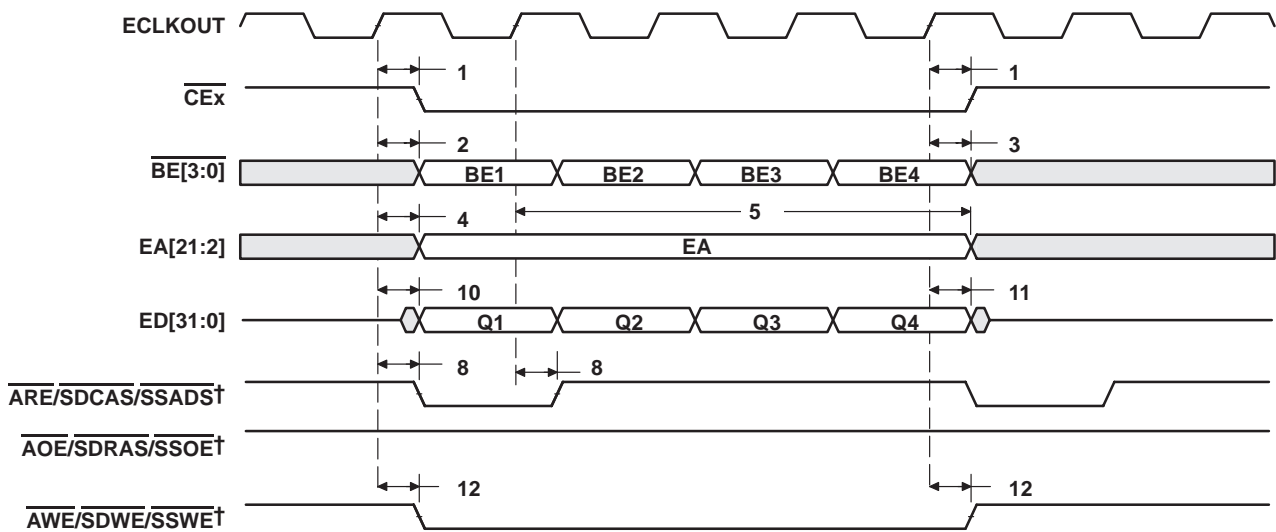 ECLKOUT
1 1
CEx
2 3
BE[3:0] BE1 BE2 BE3 BE4
5
4
EA[21:2] EA
10 11
ED[31:0] Q1 Q2 Q3 Q4
8 8
ARE/SDCAS/SSADS†
AOE/SDRAS/SSOE†
12 12
AWE/SDWE/SSWE†